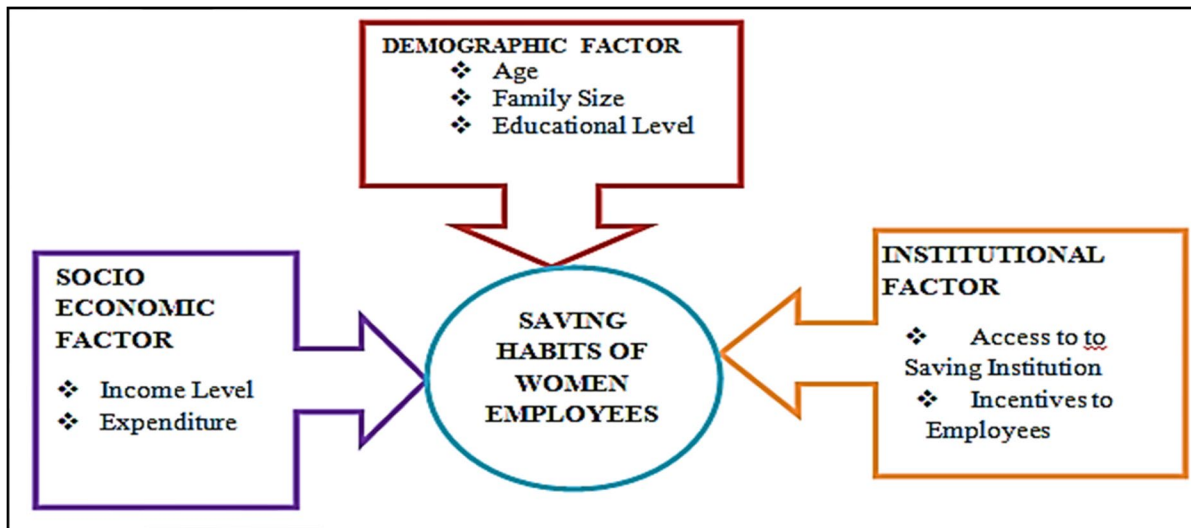 DEMOGRAPHIC FACTOR
❖ Age
❖ Family Size
❖ Educational Level
SOCIO
ECONOMIC
FACTOR
❖ Income Level
❖ Expenditure
SAVING
HABITS OF
WOMEN
EMPLOYEES
INSTITUTIONAL
FACTOR
❖ Access to to
Saving Institution
❖ Incentives to
Employees